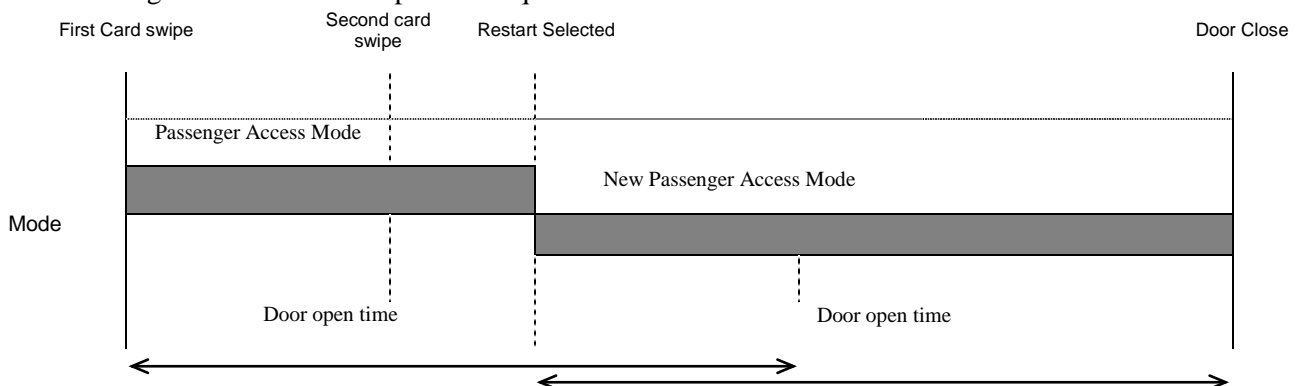 First Card swipe
Second card
swipe
Restart Selected
Door Close
Passenger Access Mode
New Passenger Access Mode
Mode
Door open time
Door open time